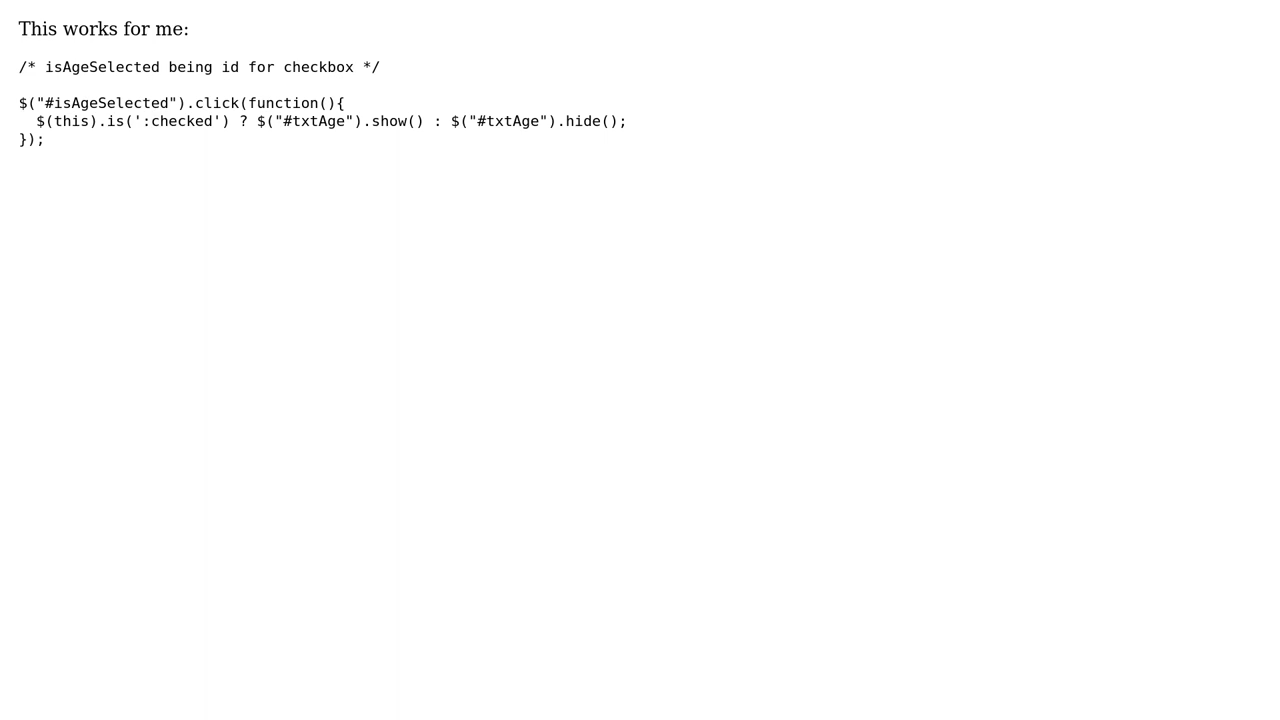 This works for me:
/* isAgeSelected being id for checkbox */
$("#isAgeSelected").click(function(){
  $(this).is(':checked') ? $("#txtAge").show() : $("#txtAge").hide();
});